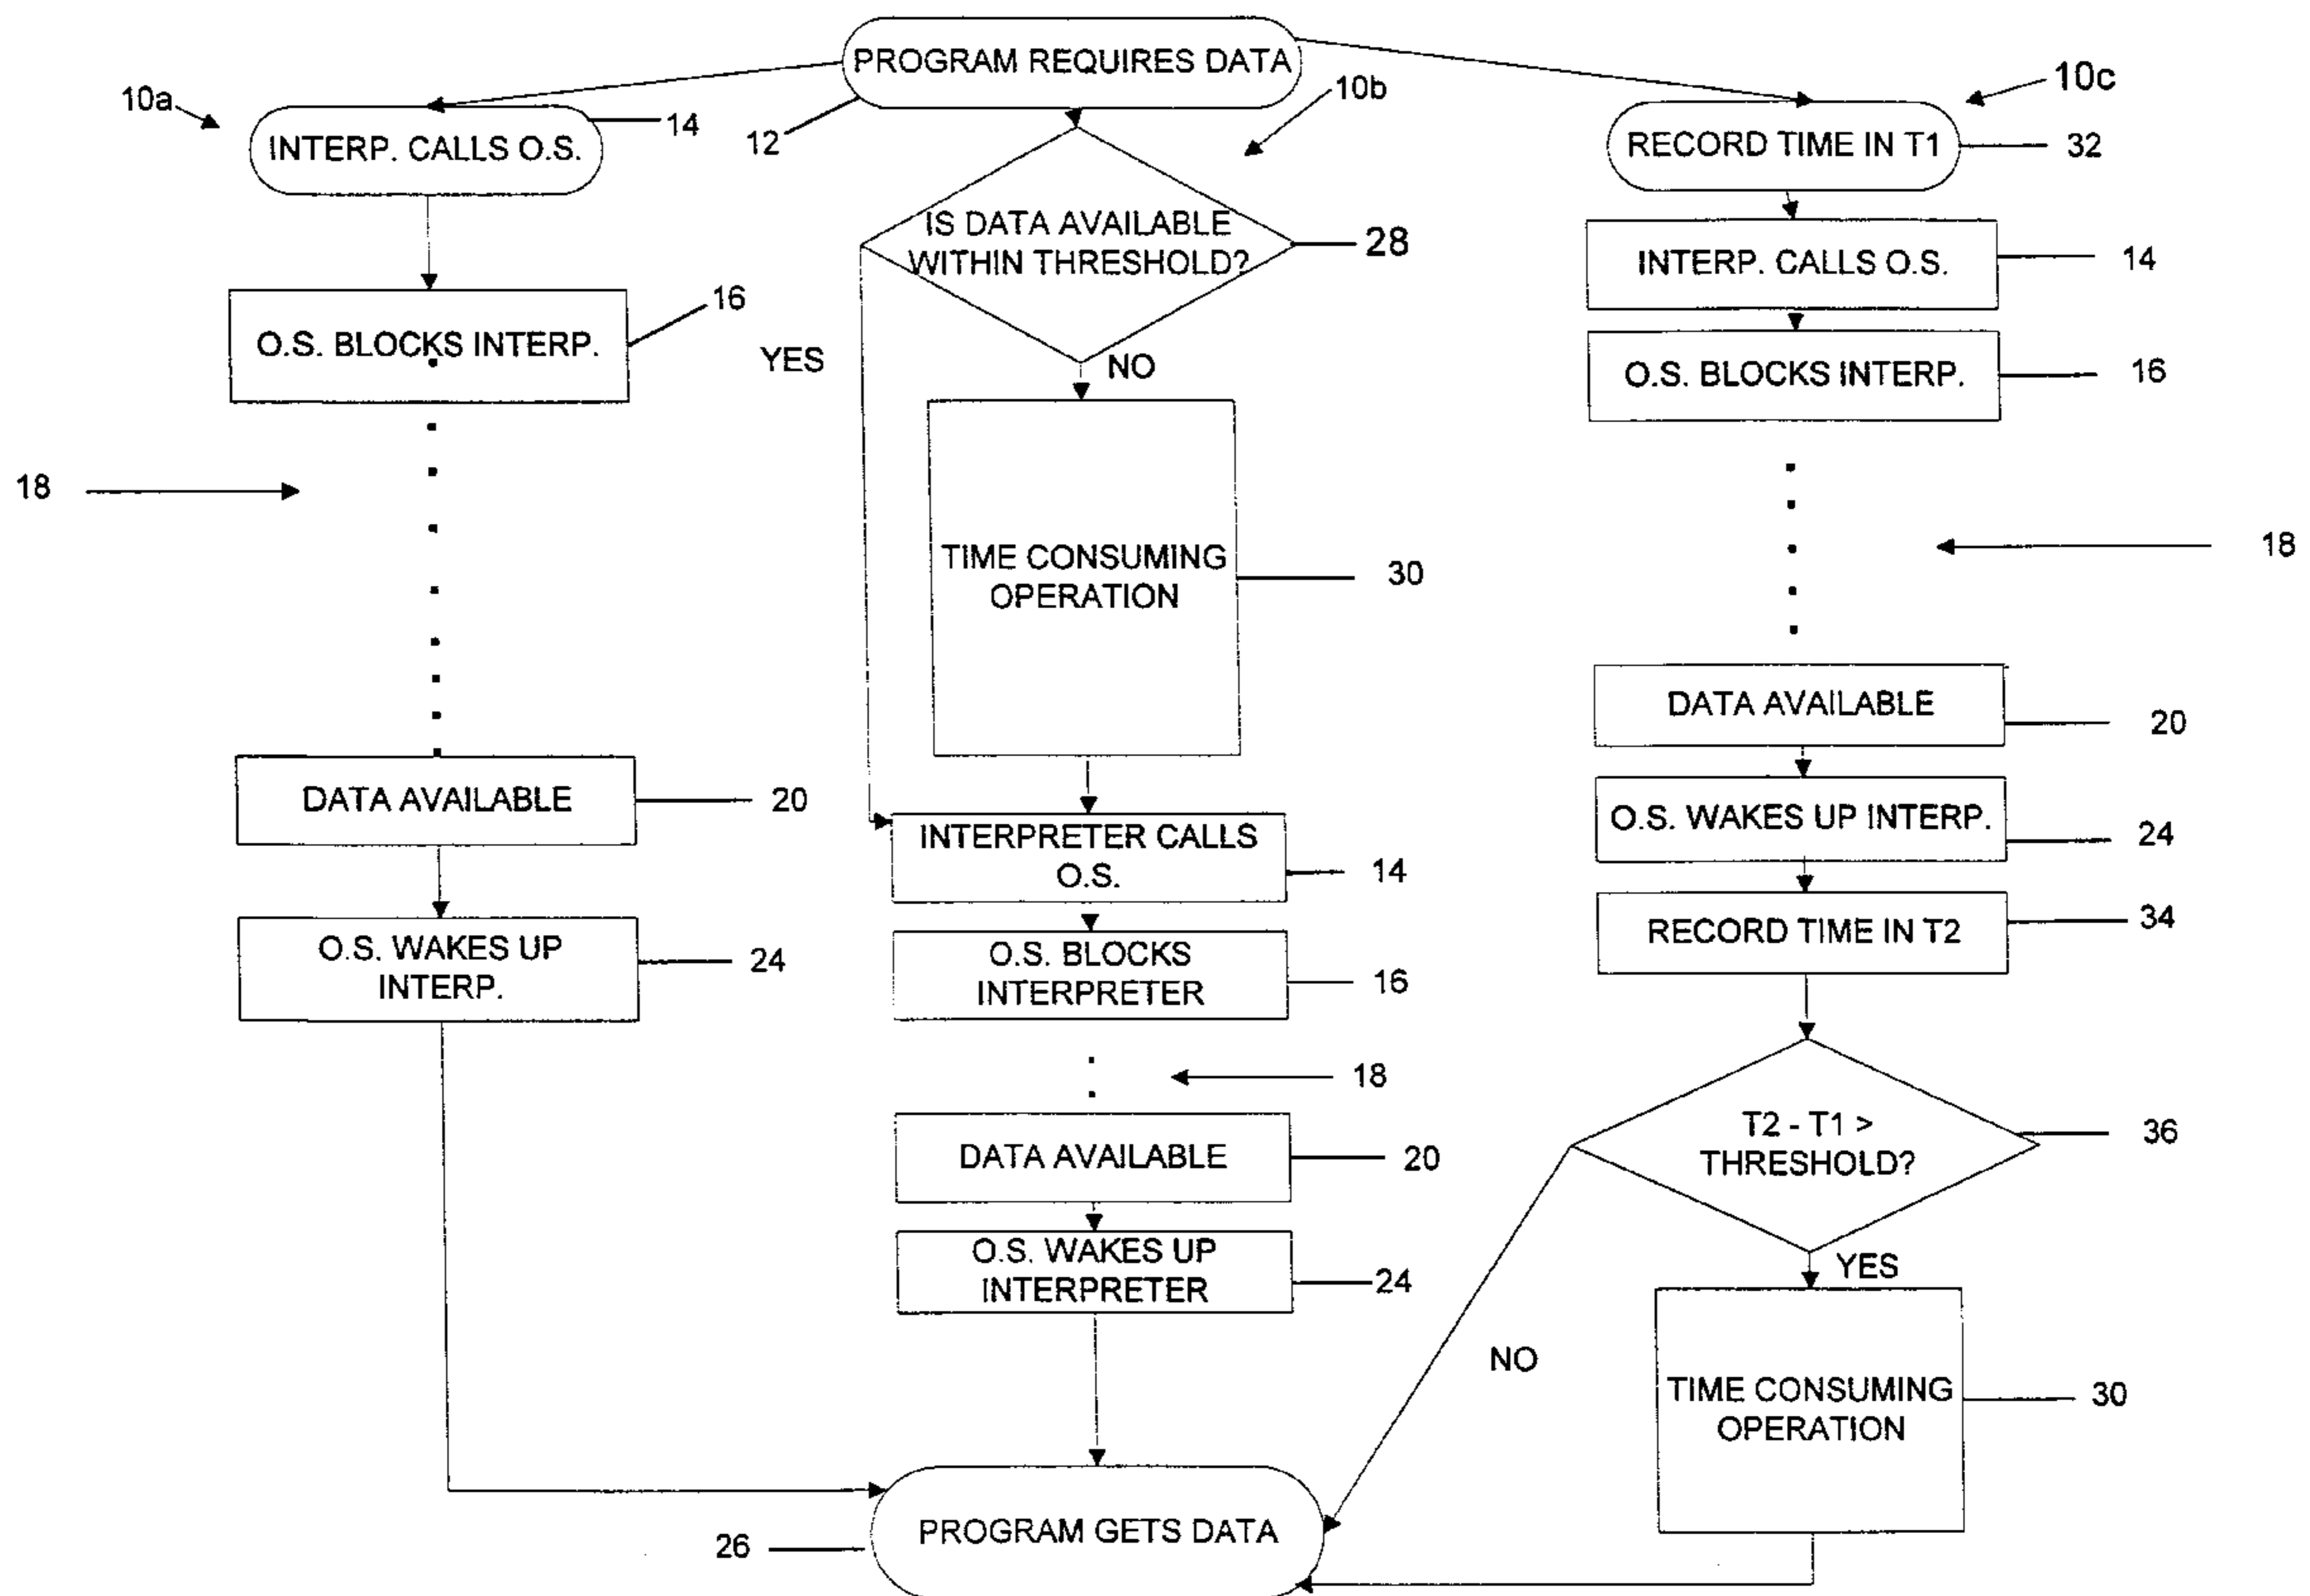 PROGRAM REQUIRES DATA
12
10a
INTERP. CALLS O.S.
14
O.S. BLOCKS INTERP.
16
18
DATA AVAILABLE
20
O.S. WAKES UP
INTERP.
24
10b
IS DATA AVAILABLE
WITHIN THRESHOLD?
28
YES
NO
TIME CONSUMING
OPERATION
30
INTERPRETER CALLS
O.S.
14
O.S. BLOCKS
INTERPRETER
16
18
DATA AVAILABLE
20
O.S. WAKES UP
INTERPRETER
24
10c
RECORD TIME IN T1
32
INTERP. CALLS O.S.
14
O.S. BLOCKS INTERP.
16
18
DATA AVAILABLE
20
O.S. WAKES UP INTERP.
24
RECORD TIME IN T2
34
T2 - T1 >
THRESHOLD?
36
YES
NO
TIME CONSUMING
OPERATION
30
PROGRAM GETS DATA
26